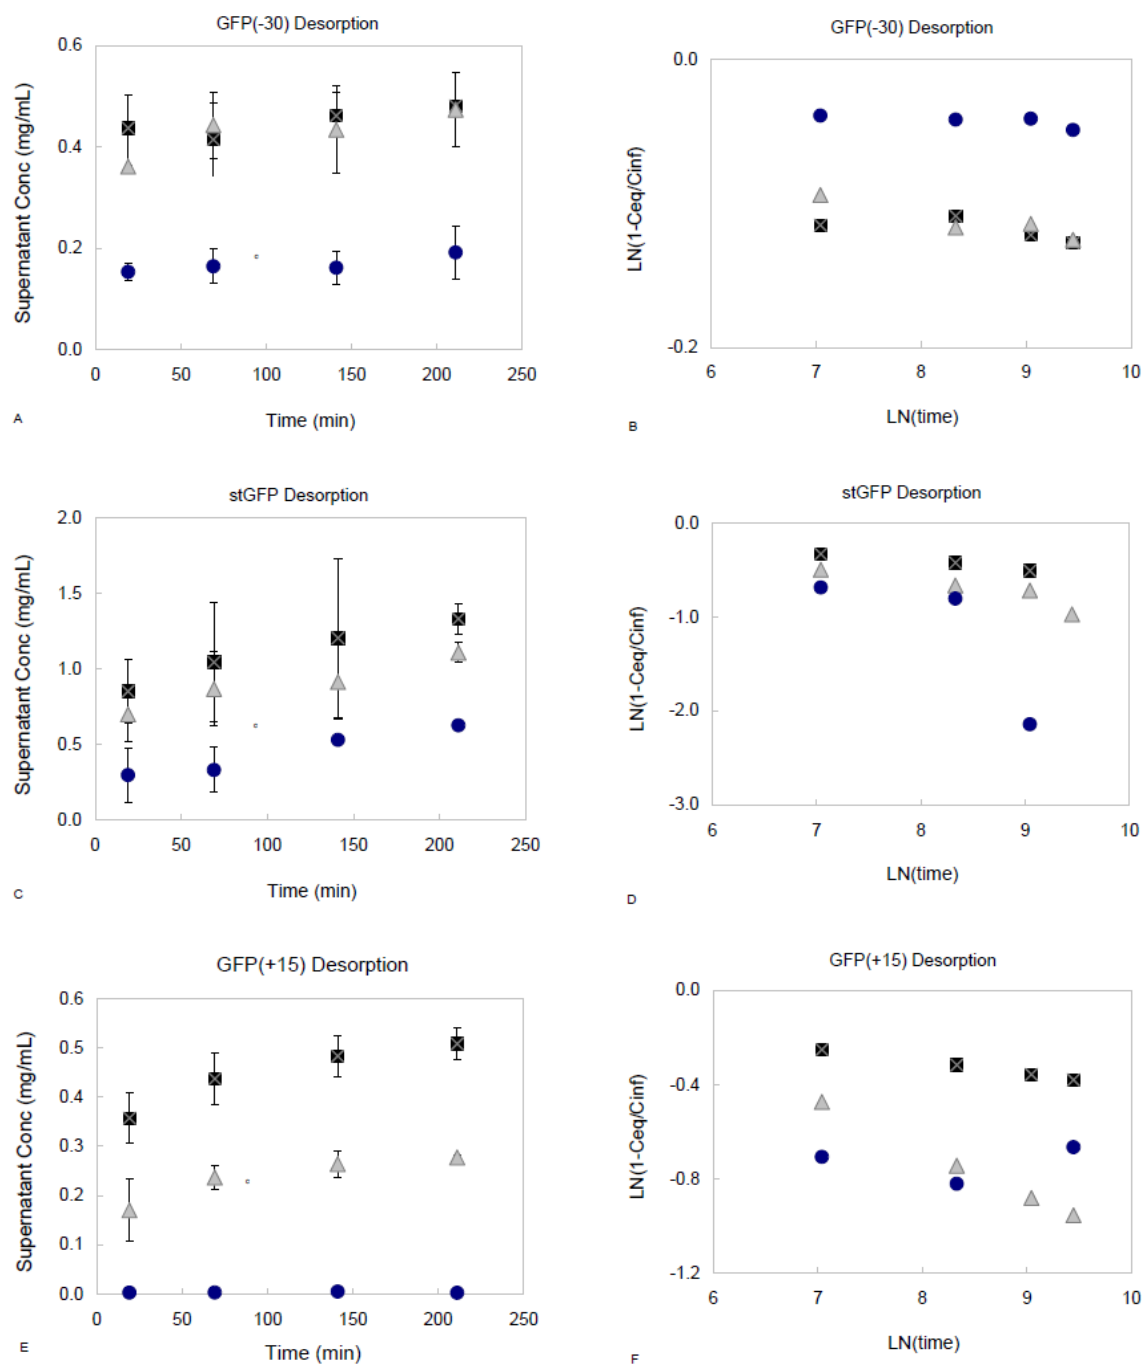 GFP(-30) Desorption
0.6
0.4
0.2
0.0
0 50 100 150 200 250
Supernatant Conc (mg/mL)
Time (min)
c
A
GFP(-30) Desorption
0.0
-0.2
6 7 8 9 10
LN(1-Ceq/Cinf)
LN(time)
B
stGFP Desorption
2.0
1.5
1.0
0.5
0.0
0 50 100 150 200 250
Supernatant Conc (mg/mL)
Time (min)
c
C
stGFP Desorption
0.0
-1.0
-2.0
-3.0
6 7 8 9 10
LN(1-Ceq/Cinf)
LN(time)
D
GFP(+15) Desorption
0.6
0.5
0.4
0.3
0.2
0.1
0.0
0 50 100 150 200 250
Supernatant Conc (mg/mL)
Time (min)
c
E
GFP(+15) Desorption
0.0
-0.4
-0.8
-1.2
6 7 8 9 10
LN(1-Ceq/Cinf)
LN(time)
F